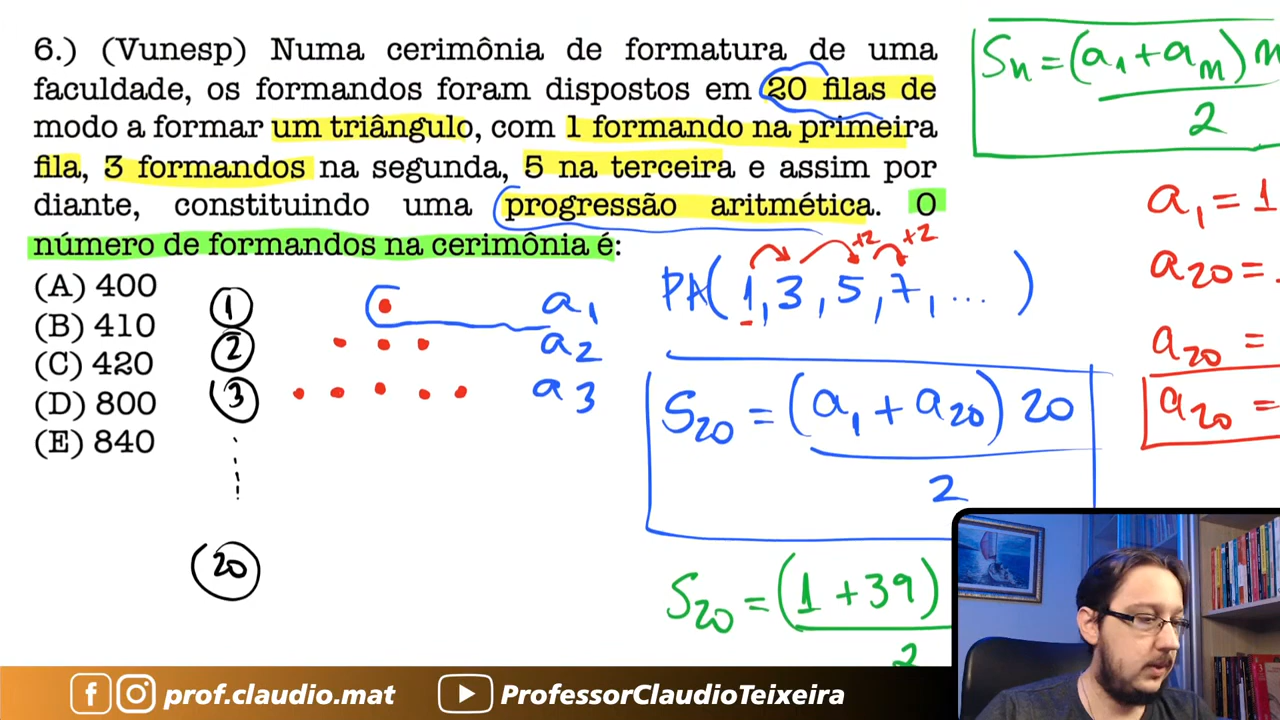 6.) (Vunesp) Numa cerimônia de formatura de uma
faculdade, os formandos foram dispostos em 20 filas de
modo a formar um triângulo, com 1 formando na primeira
fila, 3 formandos na segunda, 5 na terceira e assim por
diante, constituindo uma progressão aritmética. O
número de formandos na cerimônia é:
(A) 400
(B) 410
(C) 420
(D) 800
(E) 840
1
a1
2
a2
3
a3
20
+2 +2
PA(1, 3, 5, 7, ... )
S20 = (a1 + a20) 20
2
S20 = (1 + 39)
2
Sn = (a1 + an) n
2
a1 = 1
a20 =
a20 =
a20 =
prof.claudio.mat
ProfessorClaudioTeixeira